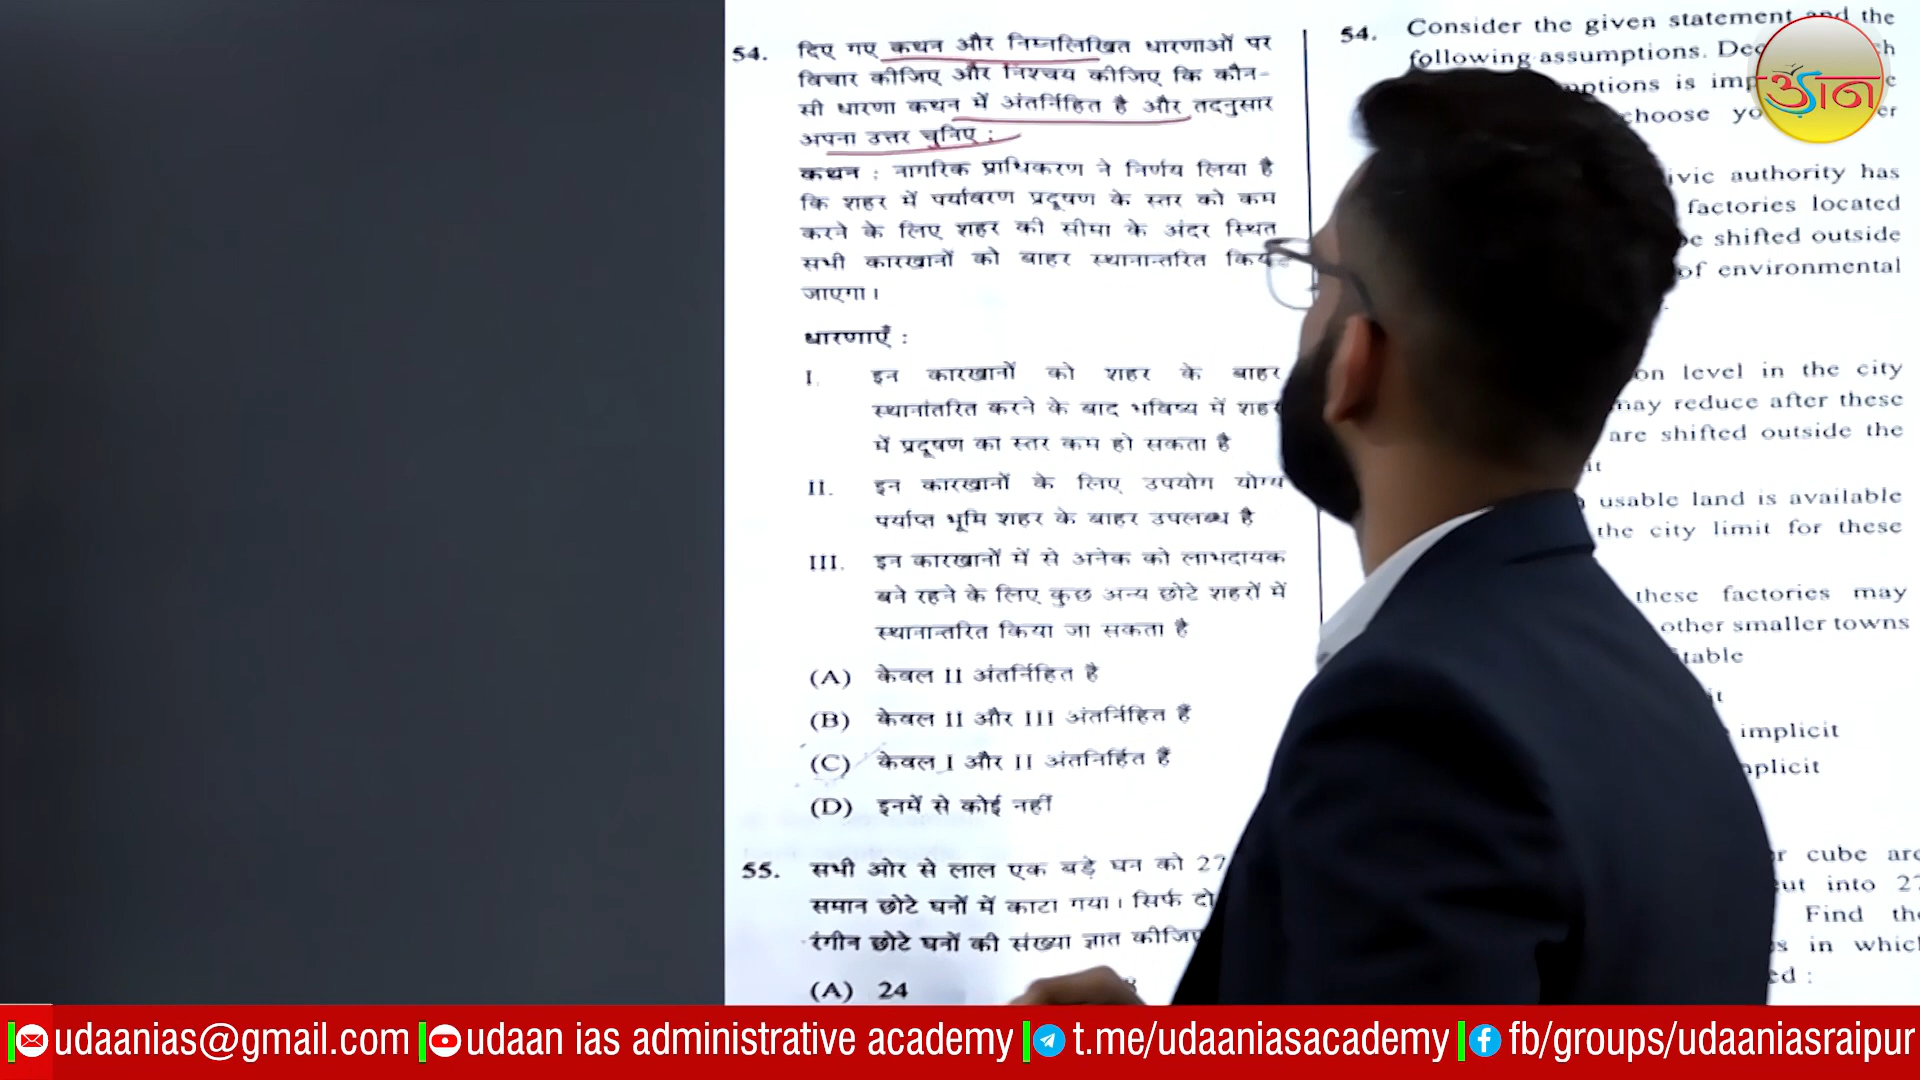 54. दिए गए कथन और निम्नलिखित धारणाओं पर
विचार कीजिए और निश्चय कीजिए कि कौन-
सी धारणा कथन में अंतर्निहित है और तदनुसार
अपना उत्तर चुनिए :
कथन : नागरिक प्राधिकरण ने निर्णय लिया है
कि शहर में पर्यावरण प्रदूषण के स्तर को कम
करने के लिए शहर की सीमा के अंदर स्थित
सभी कारखानों को बाहर स्थानान्तरित किया
जाएगा।
धारणाएँ :
I. इन कारखानों को शहर के बाहर
स्थानांतरित करने के बाद भविष्य में शहर
में प्रदूषण का स्तर कम हो सकता है
II. इन कारखानों के लिए उपयोग योग्य
पर्याप्त भूमि शहर के बाहर उपलब्ध है
III. इन कारखानों में से अनेक को लाभदायक
बने रहने के लिए कुछ अन्य छोटे शहरों में
स्थानान्तरित किया जा सकता है
(A) केवल II अंतर्निहित है
(B) केवल II और III अंतर्निहित हैं
(C) केवल I और II अंतनिर्हित हैं
(D) इनमें से कोई नहीं
55. सभी ओर से लाल एक बड़े घन को 27
समान छोटे घनों में काटा गया। सिर्फ दो
रंगीन छोटे घनों की संख्या ज्ञात कीजिए
(A) 24
54. Consider the given statement and the
following assumptions.
is
choose
civic authority has
factories located
be shifted outside
of environmental
level in the city
may reduce after these
are shifted outside the
usable land is available
the city limit for these
these factories may
other smaller towns
implicit
cube are
cut into 27
Find the
in which
उड़ान
udaanias@gmail.com udaan ias administrative academy t.me/udaaniasacademy fb/groups/udaaniasraipur